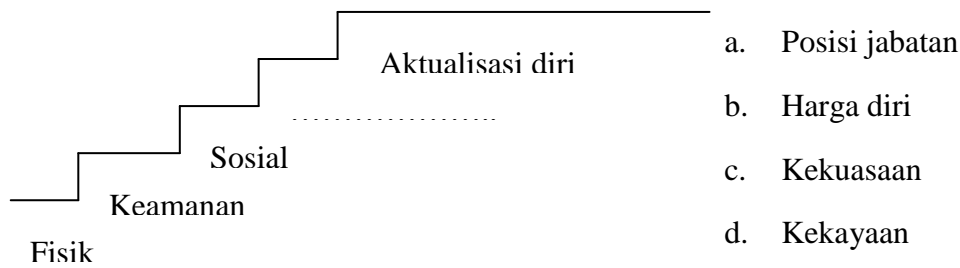 Aktualisasi diri
………………..
Sosial
Keamanan
Fisik
a. Posisi jabatan
b. Harga diri
c. Kekuasaan
d. Kekayaan